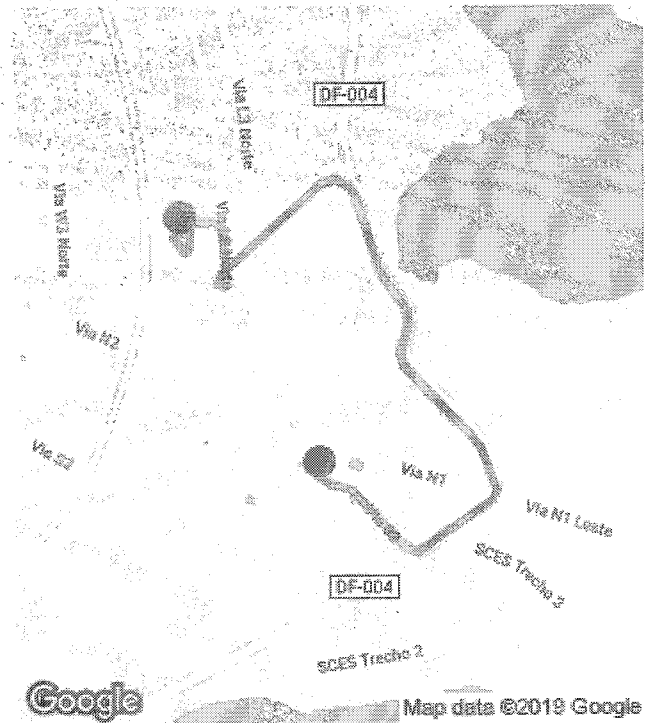 DF-004
Via L3 Norte
Via W3 Norte
Via N2
Via S2
Via N1
Via N1 Leste
SCES Trecho 3
DF-004
SCES Trecho 2
Google
Map data ©2019 Google